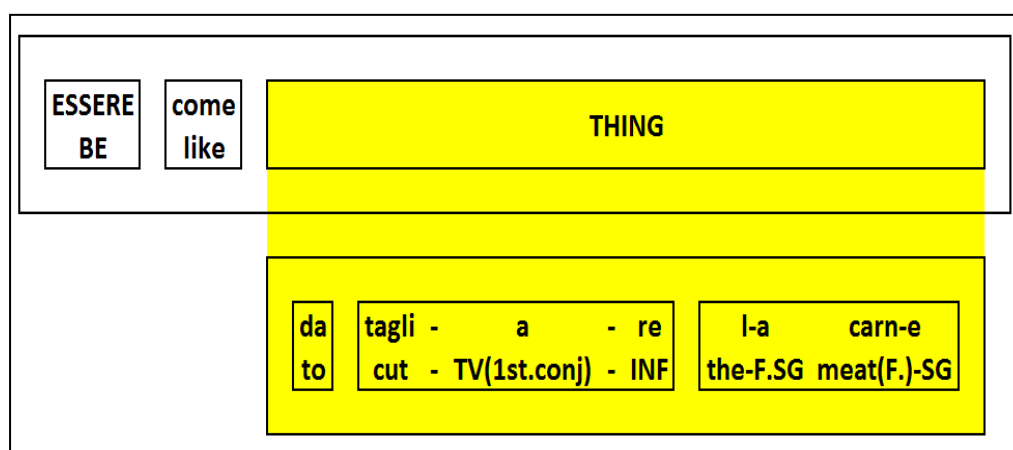 ESSERE come THING
BE like
da tagli - a - re l-a carn-e
to cut - TV(1st.conj) - INF the-F.SG meat(F.)-SG